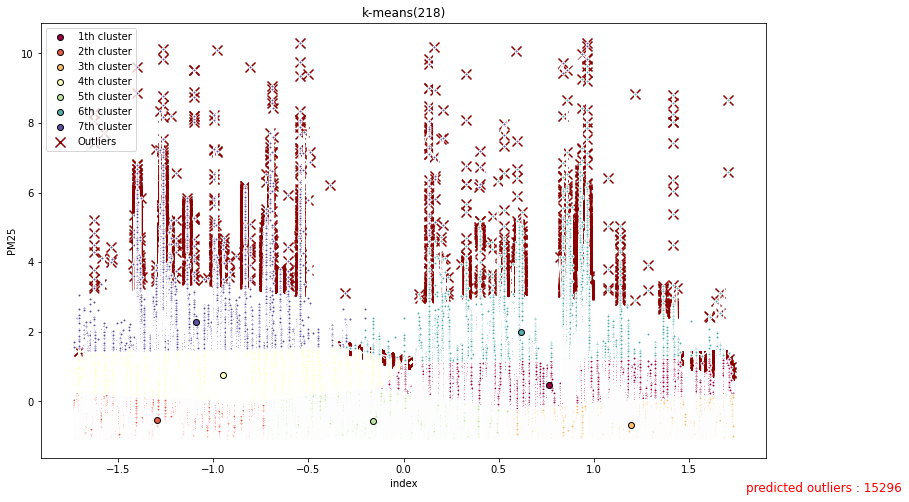 k-means(218)
1th cluster
2th cluster
3th cluster
4th cluster
5th cluster
6th cluster
7th cluster
Outliers
PM25
10
8
6
4
2
0
−1.5
−1.0
−0.5
0.0
0.5
1.0
1.5
index
predicted outliers : 15296